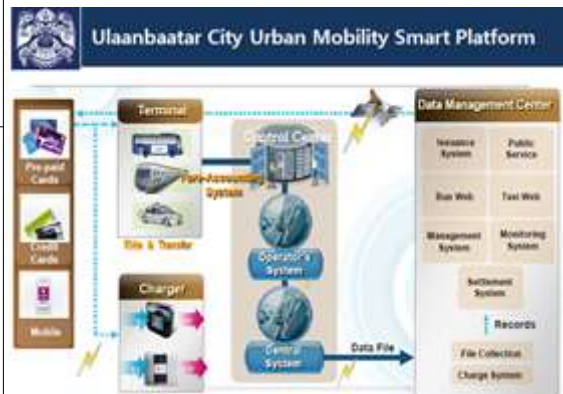 Ulaanbaatar City Urban Mobility Smart Platform
Pre-paid
Cards
Credit
Cards
Mobile
Terminal
Fare-Accounting
System
Ride & Transfer
Charger
Control Center
Operator's
System
Central
System
Data File
Data Management Center
Issuance
System
Public
Service
Bus Web
Taxi Web
Management
System
Monitoring
System
Settlement
System
Records
File Collection
Charge System